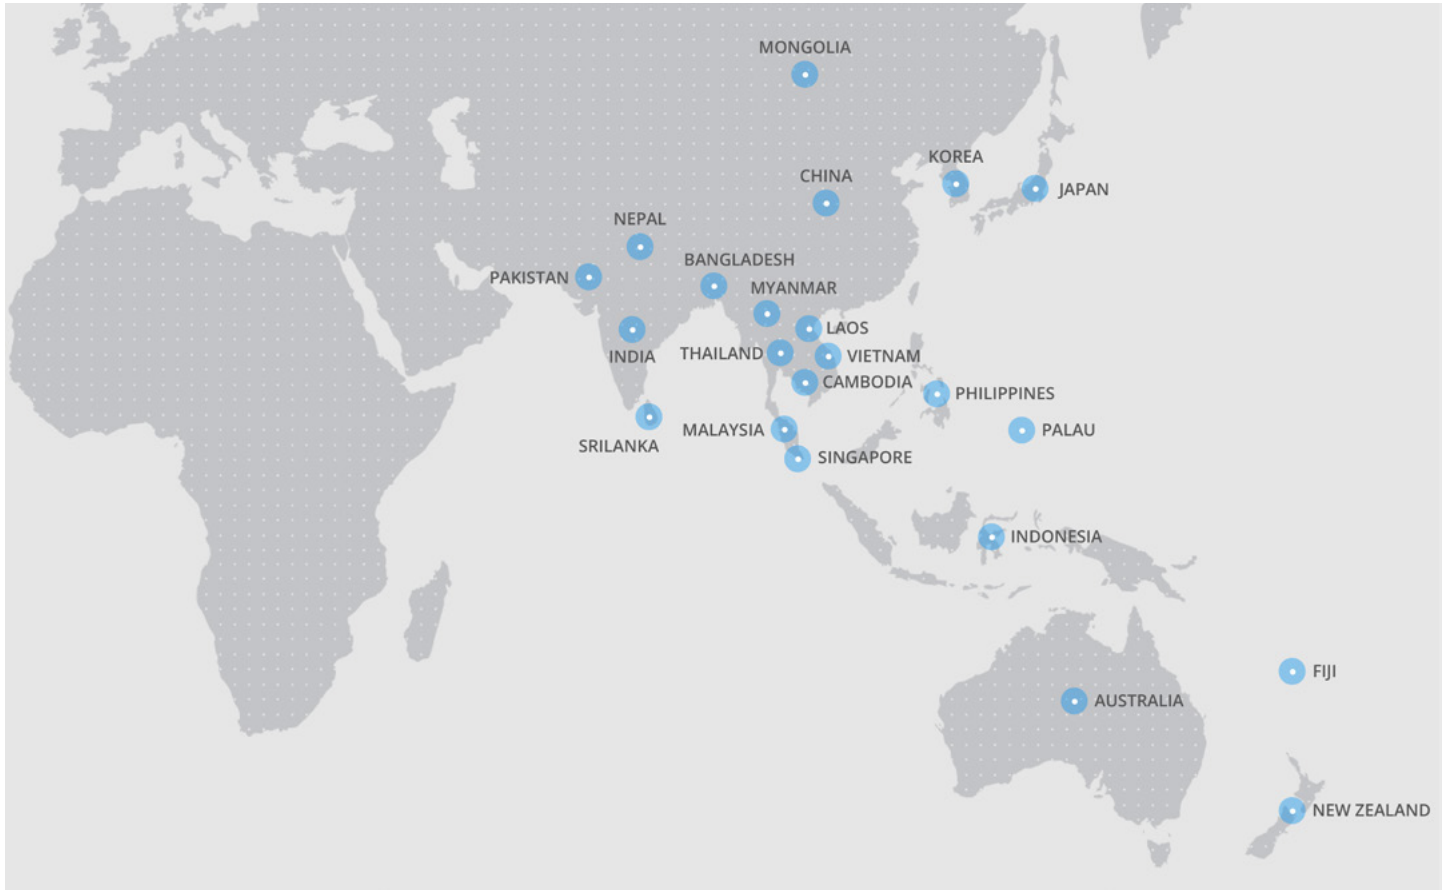 MONGOLIA
KOREA
CHINA
JAPAN
NEPAL
BANGLADESH
PAKISTAN
MYANMAR
LAOS
INDIA
THAILAND
VIETNAM
CAMBODIA
PHILIPPINES
SRILANKA
MALAYSIA
PALAU
SINGAPORE
INDONESIA
FIJI
AUSTRALIA
NEW ZEALAND